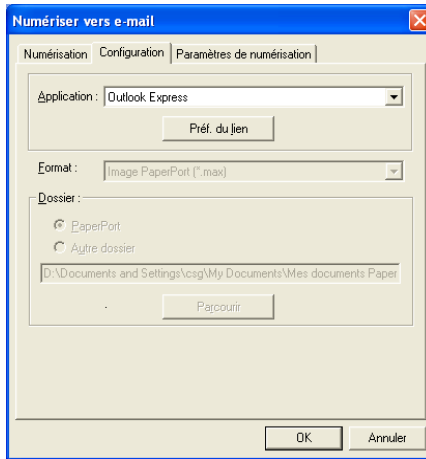 Numériser vers e-mail
Numérisation Configuration Paramètres de numérisation
Application : Outlook Express
Préf. du lien
Format : Image PaperPort (*.max)
Dossier :
PaperPort
Autre dossier
D:\Documents and Settings\csg\My Documents\Mes documents Paper
Parcourir
OK Annuler